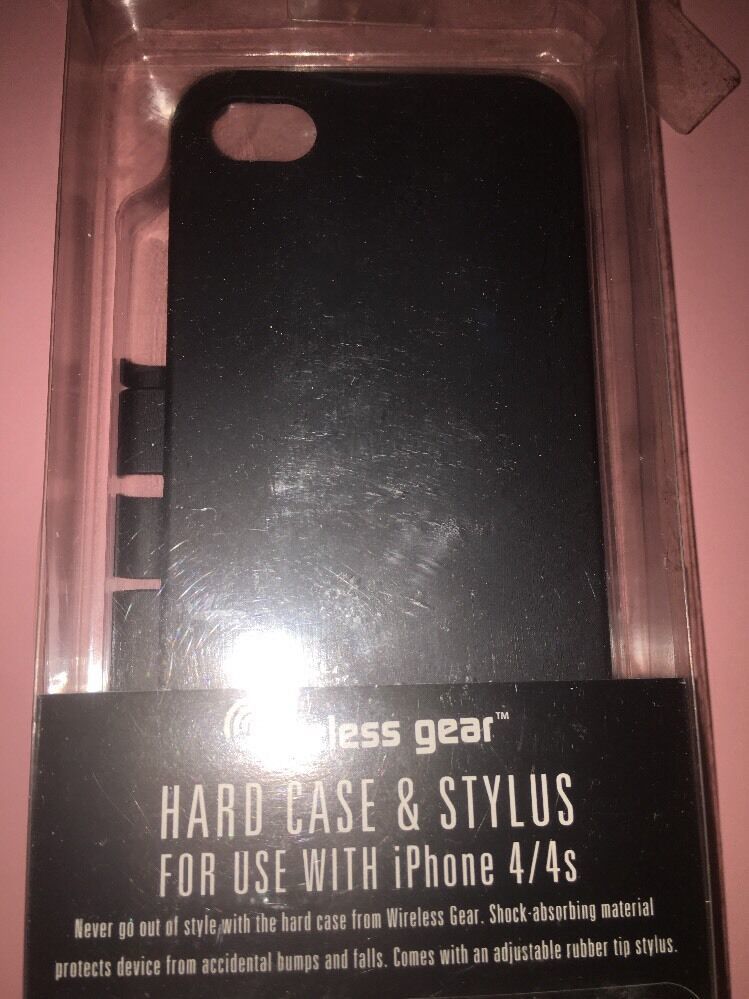 less gear™
HARD CASE & STYLUS
FOR USE WITH iPhone 4/4s
Never go out of style with the hard case from Wireless Gear. Shock-absorbing material
protects device from accidental bumps and falls. Comes with an adjustable rubber tip stylus.